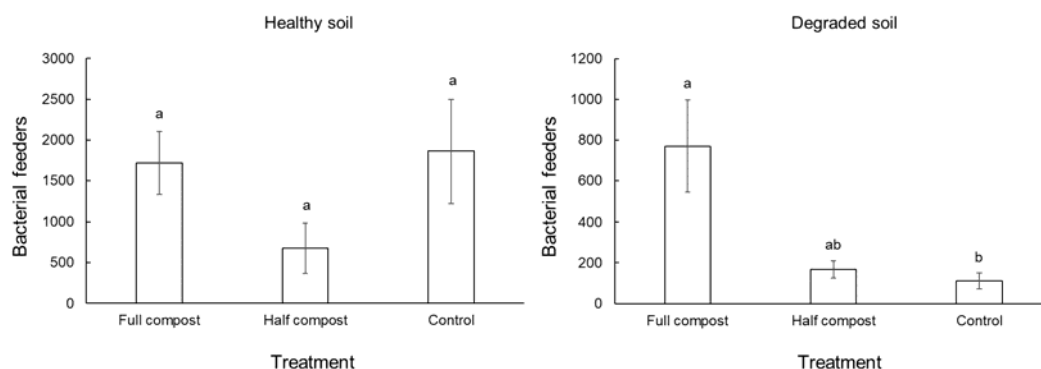 Healthy soil
Bacterial feeders
3000
2500
2000
1500
1000
500
0
a
a
a
Full compost Half compost Control
Treatment
Degraded soil
Bacterial feeders
1200
1000
800
600
400
200
0
a
ab
b
Full compost Half compost Control
Treatment